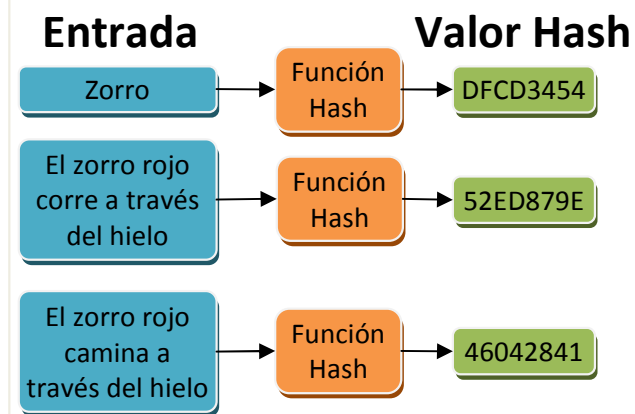 Entrada
Valor Hash
Zorro
Función
Hash
DFCD3454
El zorro rojo
corre a través
del hielo
Función
Hash
52ED879E
El zorro rojo
camina a
través del hielo
Función
Hash
46042841